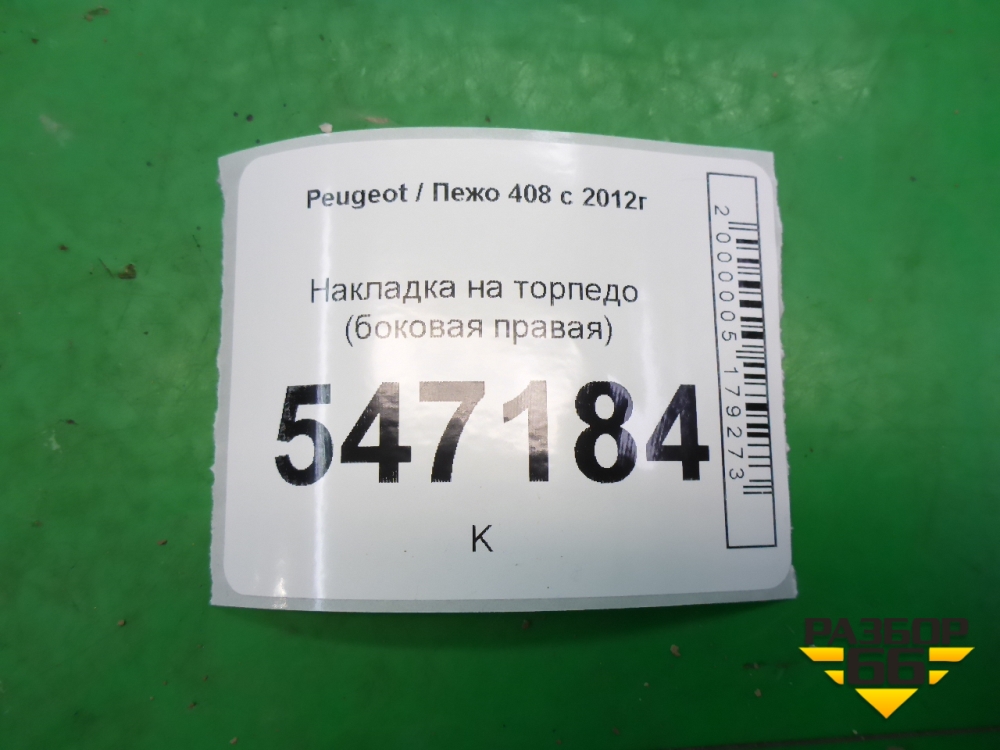 Peugeot / Пежо 408 с 2012г
Накладка на торпедо
(боковая правая)
547184
К
2000005179273
РАЗБОР
66